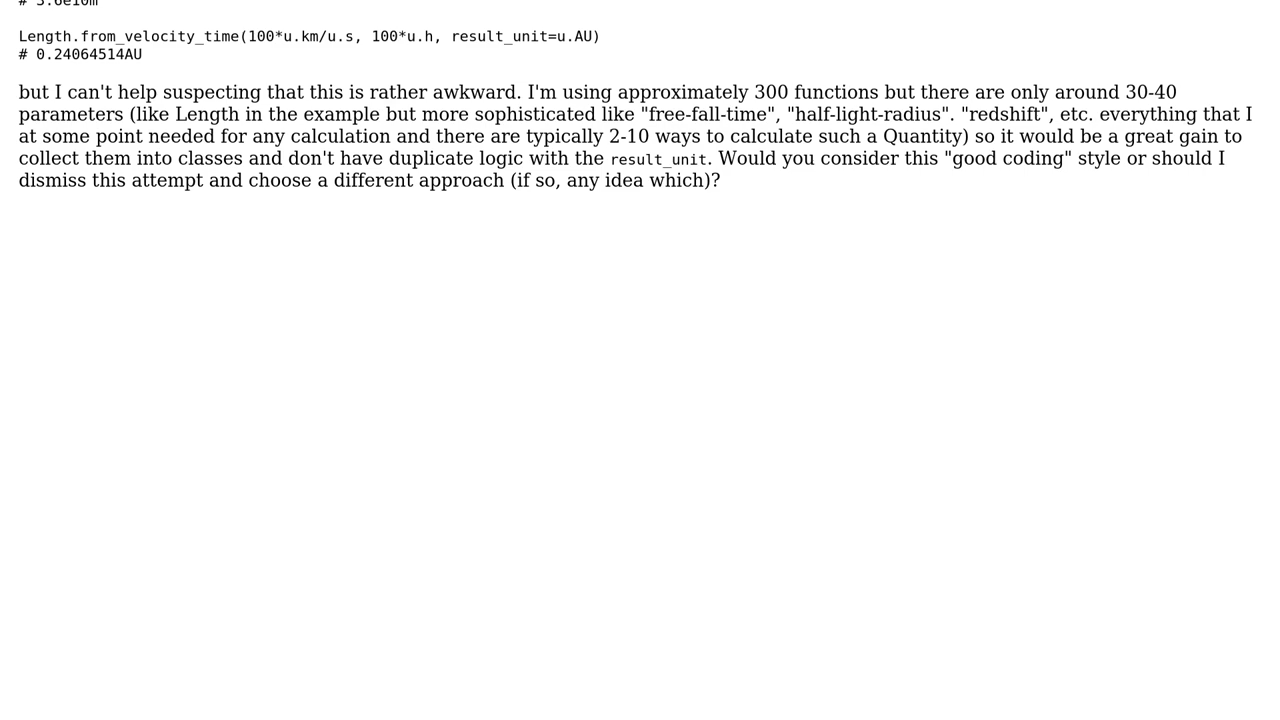 # 3.6e10m
Length.from_velocity_time(100*u.km/u.s, 100*u.h, result_unit=u.AU)
# 0.24064514AU
but I can't help suspecting that this is rather awkward. I'm using approximately 300 functions but there are only around 30-40
parameters (like Length in the example but more sophisticated like "free-fall-time", "half-light-radius". "redshift", etc. everything that I
at some point needed for any calculation and there are typically 2-10 ways to calculate such a Quantity) so it would be a great gain to
collect them into classes and don't have duplicate logic with the result_unit. Would you consider this "good coding" style or should I
dismiss this attempt and choose a different approach (if so, any idea which)?